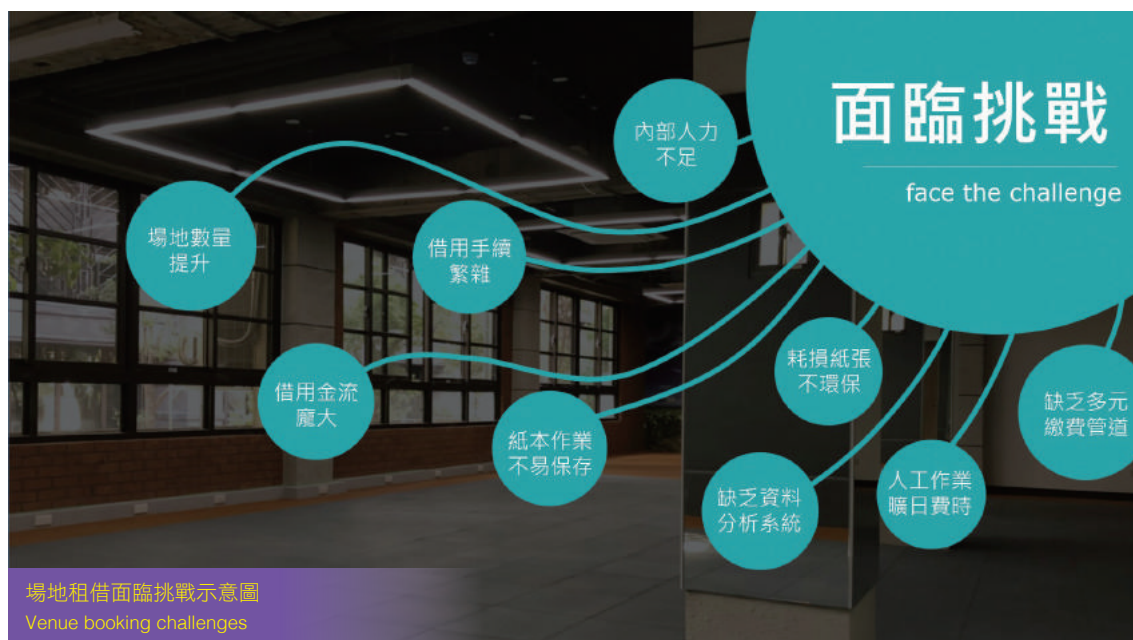 面臨挑戰
face the challenge
內部人力
不足
場地數量
提升
借用手續
繁雜
借用金流
龐大
紙本作業
不易保存
耗損紙張
不環保
缺乏資料
分析系統
人工作業
曠日費時
缺乏多元
繳費管道
場地租借面臨挑戰示意圖
Venue booking challenges